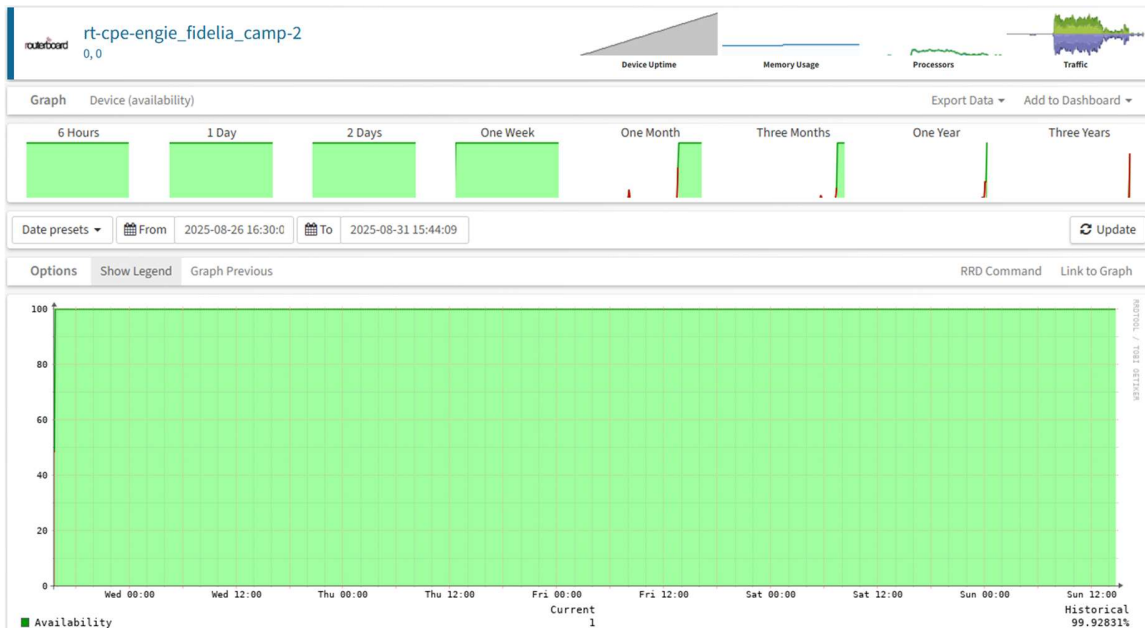 routerboard
rt-cpe-engie_fidelia_camp-2
0, 0
Device Uptime Memory Usage Processors Traffic
Graph Device (availability) Export Data Add to Dashboard
6 Hours 1 Day 2 Days One Week One Month Three Months One Year Three Years
Date presets From 2025-08-26 16:30:0 To 2025-08-31 15:44:09 Update
Options Show Legend Graph Previous RRD Command Link to Graph
RRDTOOL / TOBI OETIKER
100
80
60
40
20
0
Wed 00:00 Wed 12:00 Thu 00:00 Thu 12:00 Fri 00:00 Fri 12:00 Sat 00:00 Sat 12:00 Sun 00:00 Sun 12:00
Current Historical
Availability 1 99.92831%